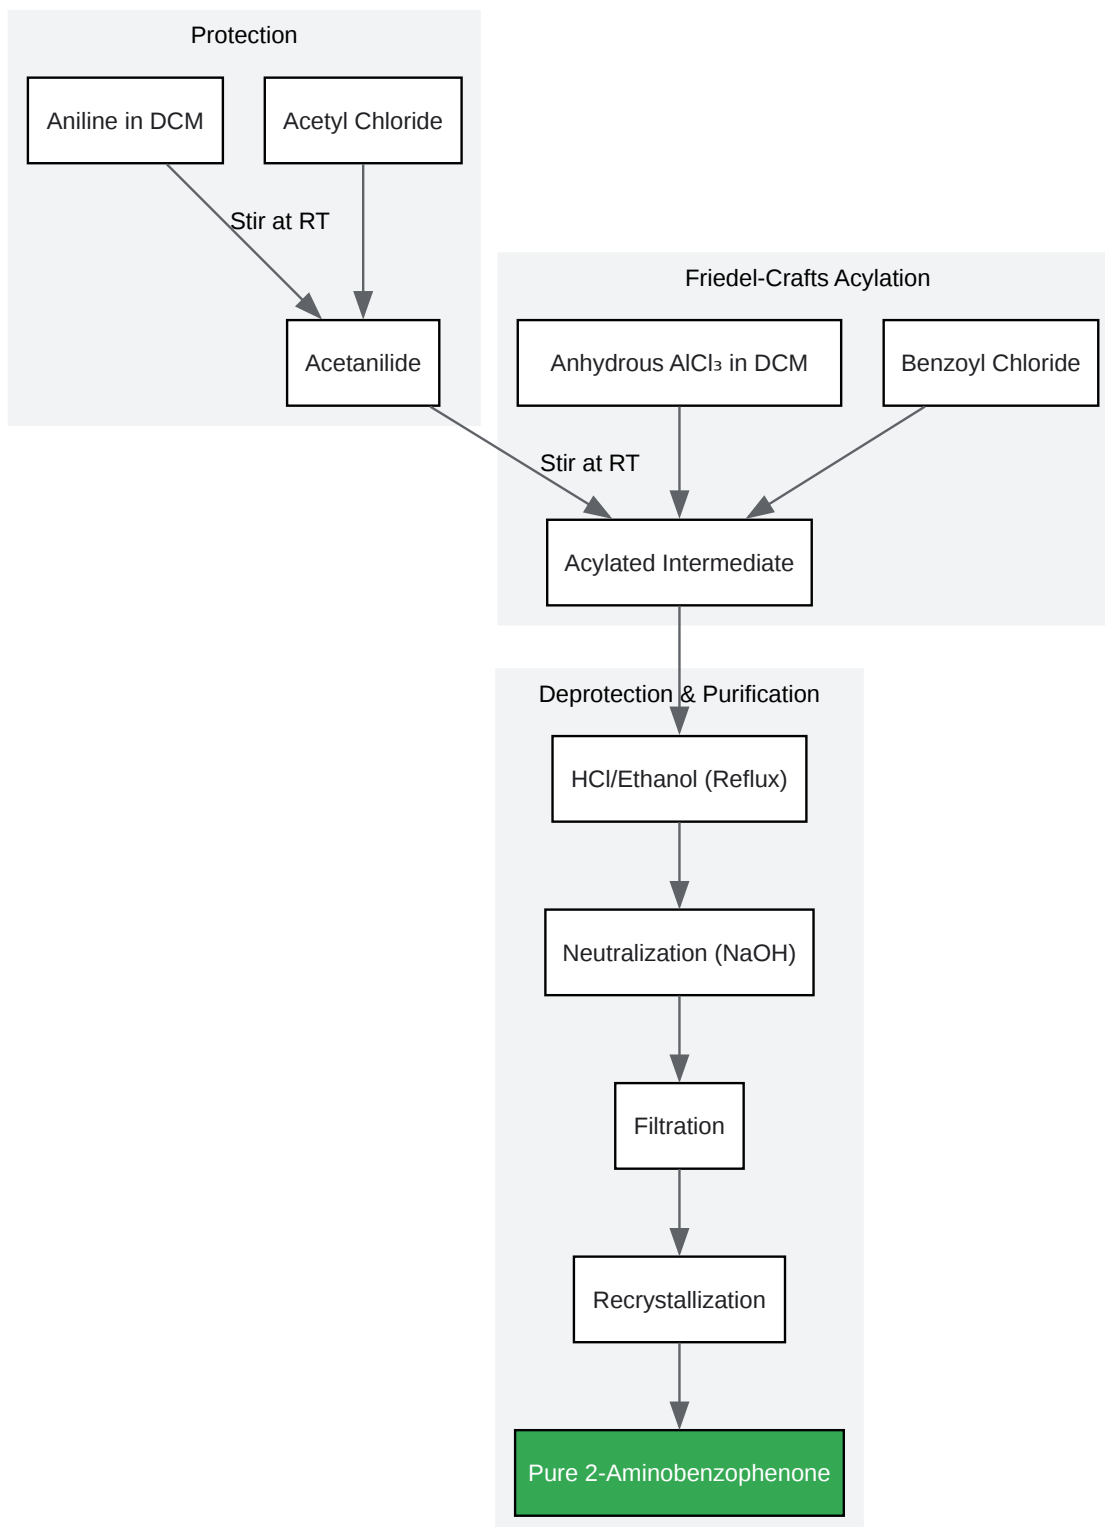 Protection
Aniline in DCM
Acetyl Chloride
Stir at RT
Acetanilide
Friedel-Crafts Acylation
Anhydrous AlCl₃ in DCM
Benzoyl Chloride
Stir at RT
Acylated Intermediate
Deprotection & Purification
HCl/Ethanol (Reflux)
Neutralization (NaOH)
Filtration
Recrystallization
Pure 2-Aminobenzophenone